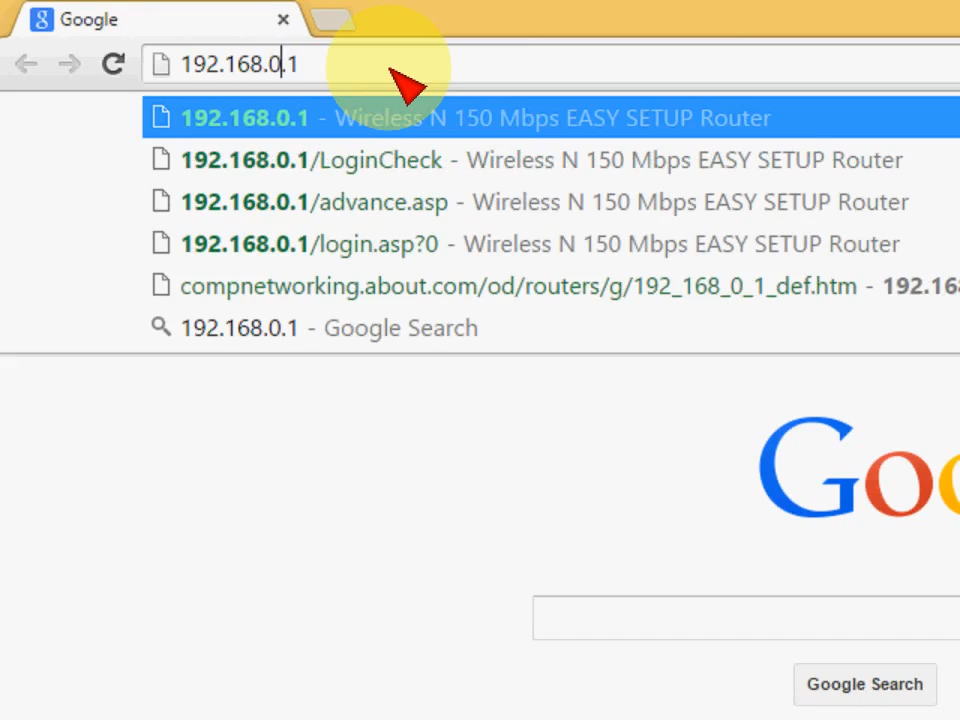 8 Google
192.168.0.1
192.168.0.1 - Wireless N 150 Mbps EASY SETUP Router
192.168.0.1/LoginCheck - Wireless N 150 Mbps EASY SETUP Router
192.168.0.1/advance.asp - Wireless N 150 Mbps EASY SETUP Router
192.168.0.1/login.asp?0 - Wireless N 150 Mbps EASY SETUP Router
compnetworking.about.com/od/routers/g/192_168_0_1_def.htm - 192.168
192.168.0.1 - Google Search
Goo
Google Search